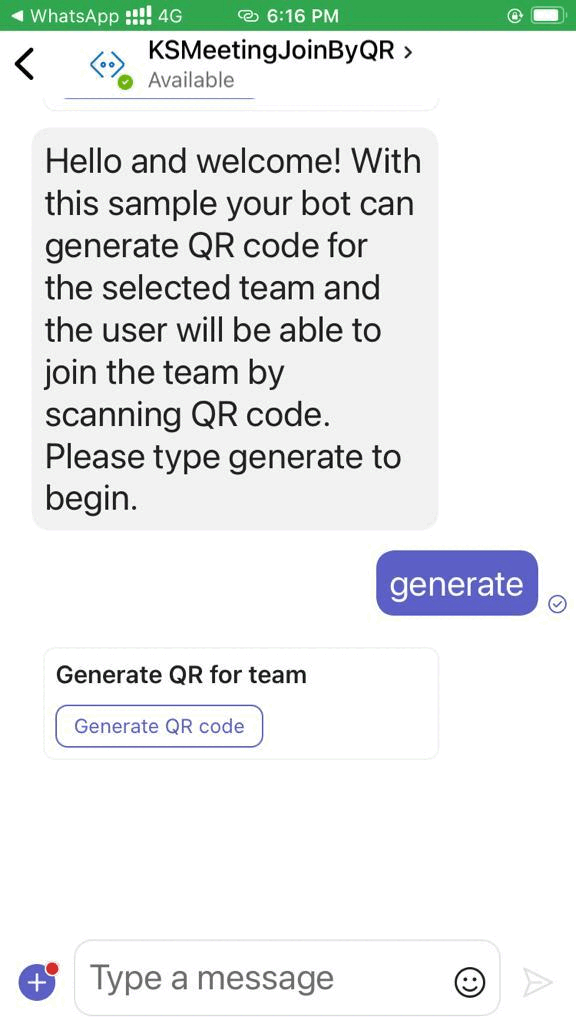 WhatsApp 4G 6:16 PM
KSMeetingJoinByQR
Available
Hello and welcome! With
this sample your bot can
generate QR code for
the selected team and
the user will be able to
join the team by
scanning QR code.
Please type generate to
begin.
generate
Generate QR for team
Generate QR code
Type a message